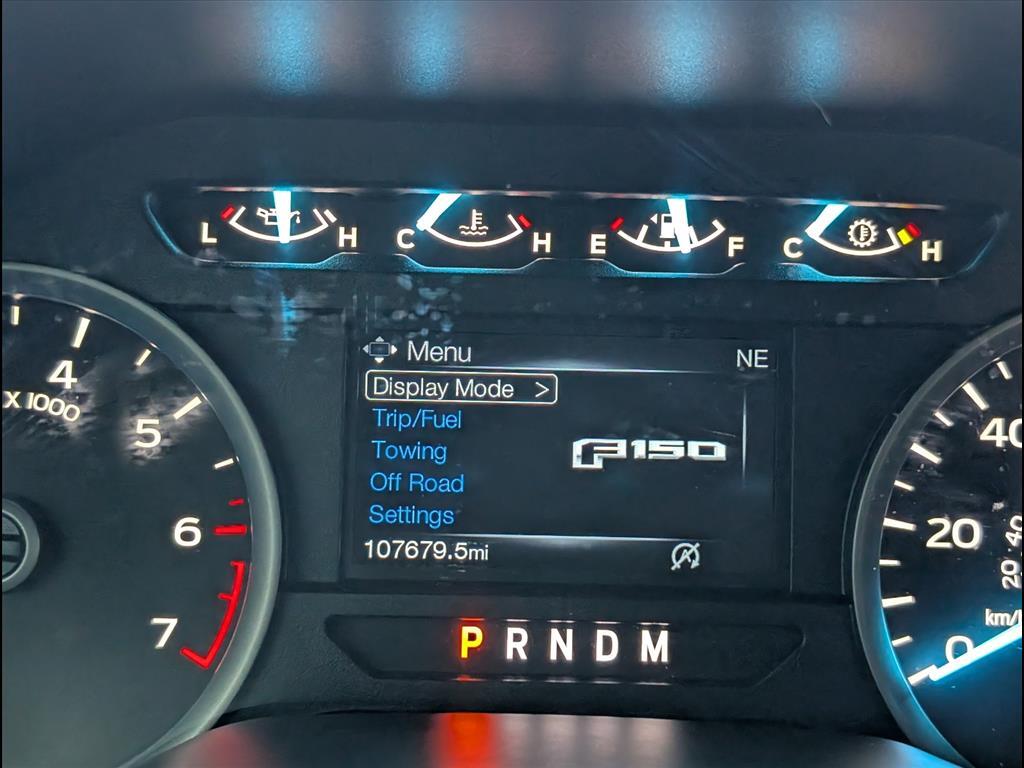 L H C H E F C H
Menu NE
Display Mode >
Trip/Fuel
Towing
F150
Off Road
Settings
107679.5mi
P R N D M
4
X 1000
5
6
7
40
20
0
20 40
km/